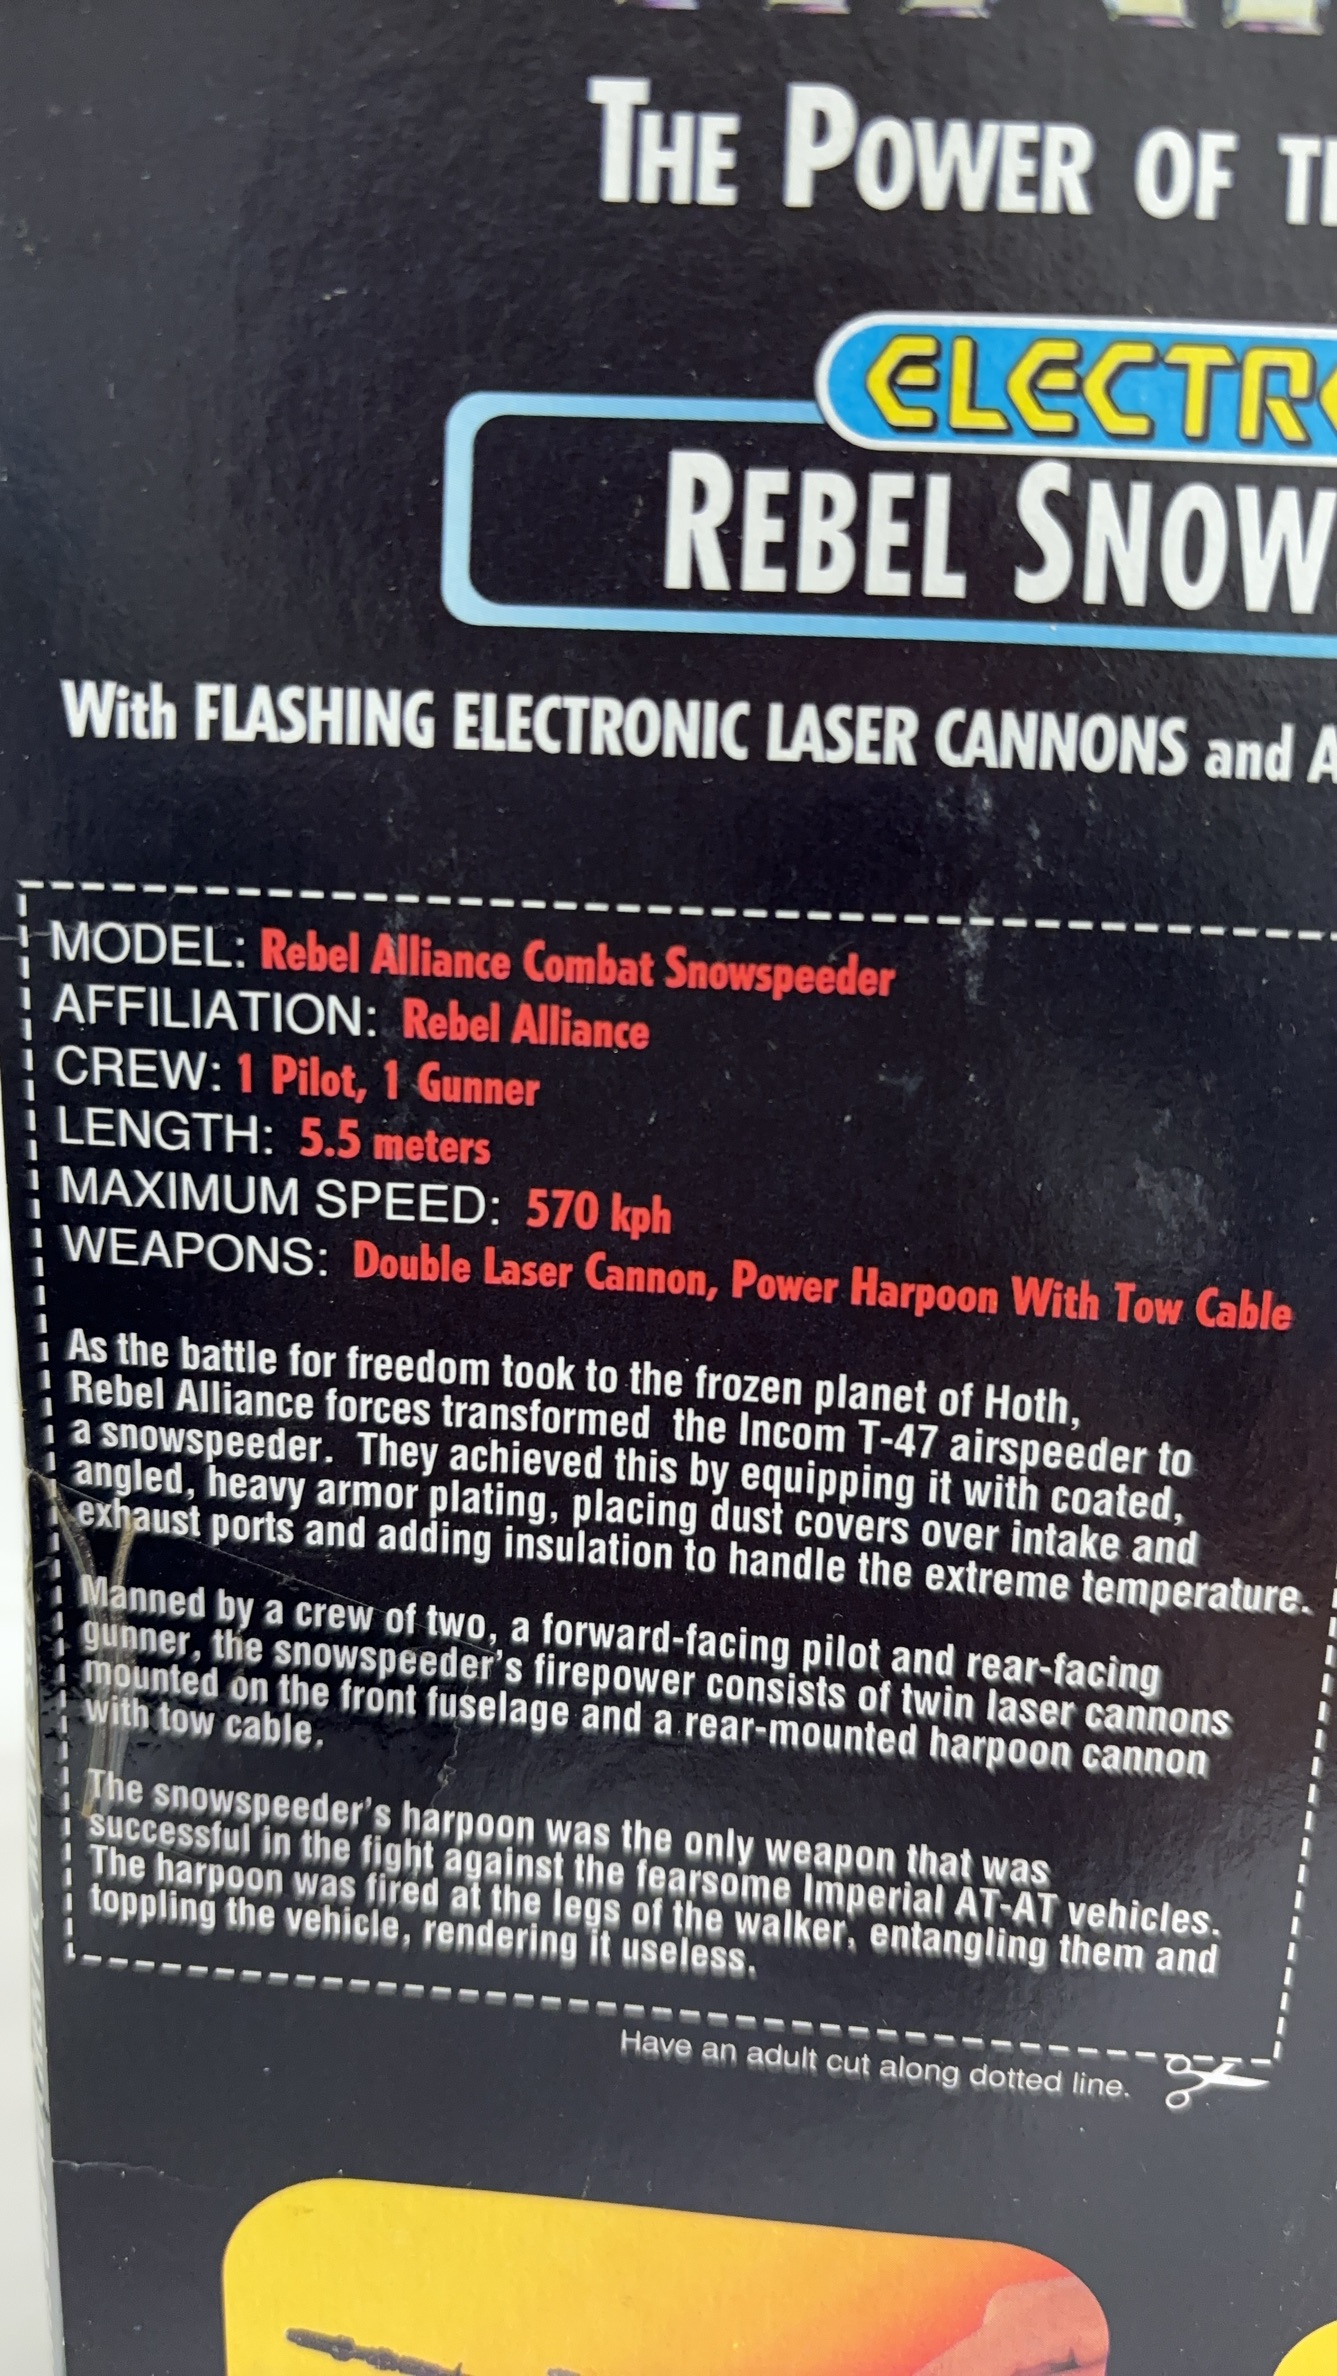 THE POWER OF
ELECTR
REBEL SNOW
With FLASHING ELECTRONIC LASER CANNONS and
MODEL: Rebel Alliance Combat Snowspeeder
AFFILIATION: Rebel Alliance
CREW: 1 Pilot, 1 Gunner
LENGTH: 5.5 meters
MAXIMUM SPEED: 570 kph
WEAPONS: Double Laser Cannon, Power Harpoon With Tow Cable
As the battle for freedom took to the frozen planet of Hoth,
Rebel Alliance forces transformed the Incom T-47 airspeeder to
a snowspeeder. They achieved this by equipping it with coated,
angled, heavy armor plating, placing dust covers over intake and
exhaust ports and adding insulation to handle the extreme temperature.
Manned by a crew of two, a forward-facing pilot and rear-facing
gunner, the snowspeeder's firepower consists of twin laser cannons
mounted on the front fuselage and a rear-mounted harpoon cannon
with tow cable.
The snowspeeder's harpoon was the only weapon that was
successful in the fight against the fearsome Imperial AT-AT vehicles.
The harpoon was fired at the legs of the walker, entangling them and
toppling the vehicle, rendering it useless.
Have an adult cut along dotted line.